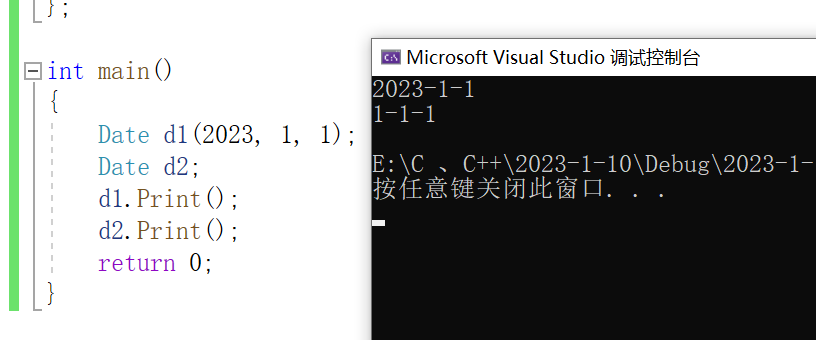 };
int main()
{
Date d1(2023, 1, 1);
Date d2;
d1.Print();
d2.Print();
return 0;
}
Microsoft Visual Studio 调试控制台
2023-1-1
1-1-1
E:\C 、C++\2023-1-10\Debug\2023-1-
按任意键关闭此窗口. . .